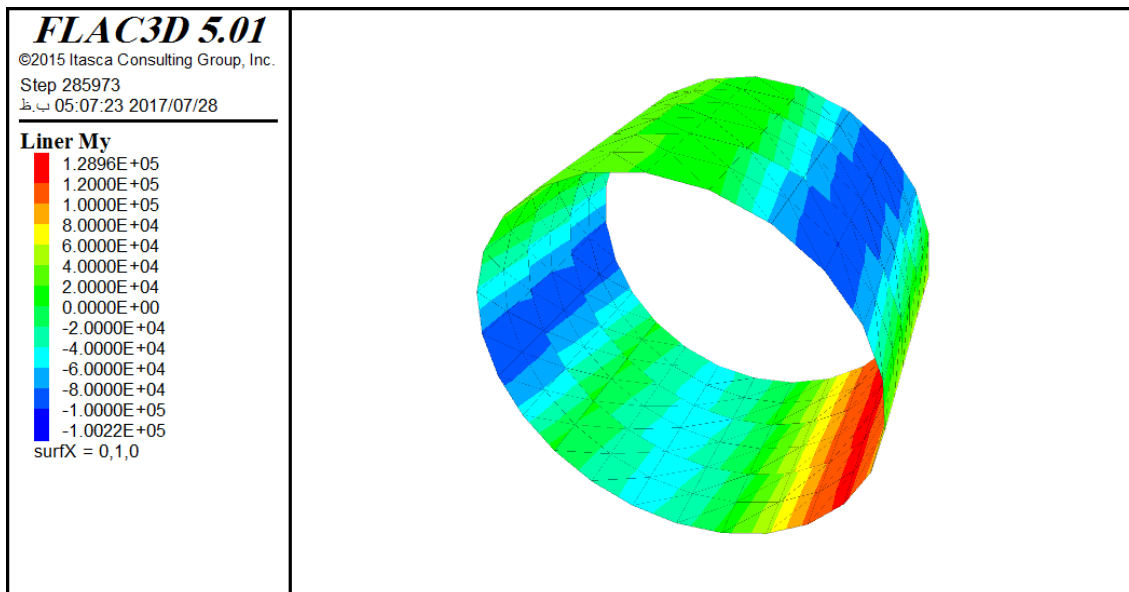 FLAC3D 5.01
©2015 Itasca Consulting Group, Inc.
Step 285973
2017/07/28 05:07:23 ب.ظ
Liner My
1.2896E+05
1.2000E+05
1.0000E+05
8.0000E+04
6.0000E+04
4.0000E+04
2.0000E+04
0.0000E+00
-2.0000E+04
-4.0000E+04
-6.0000E+04
-8.0000E+04
-1.0000E+05
-1.0022E+05
surfX = 0,1,0